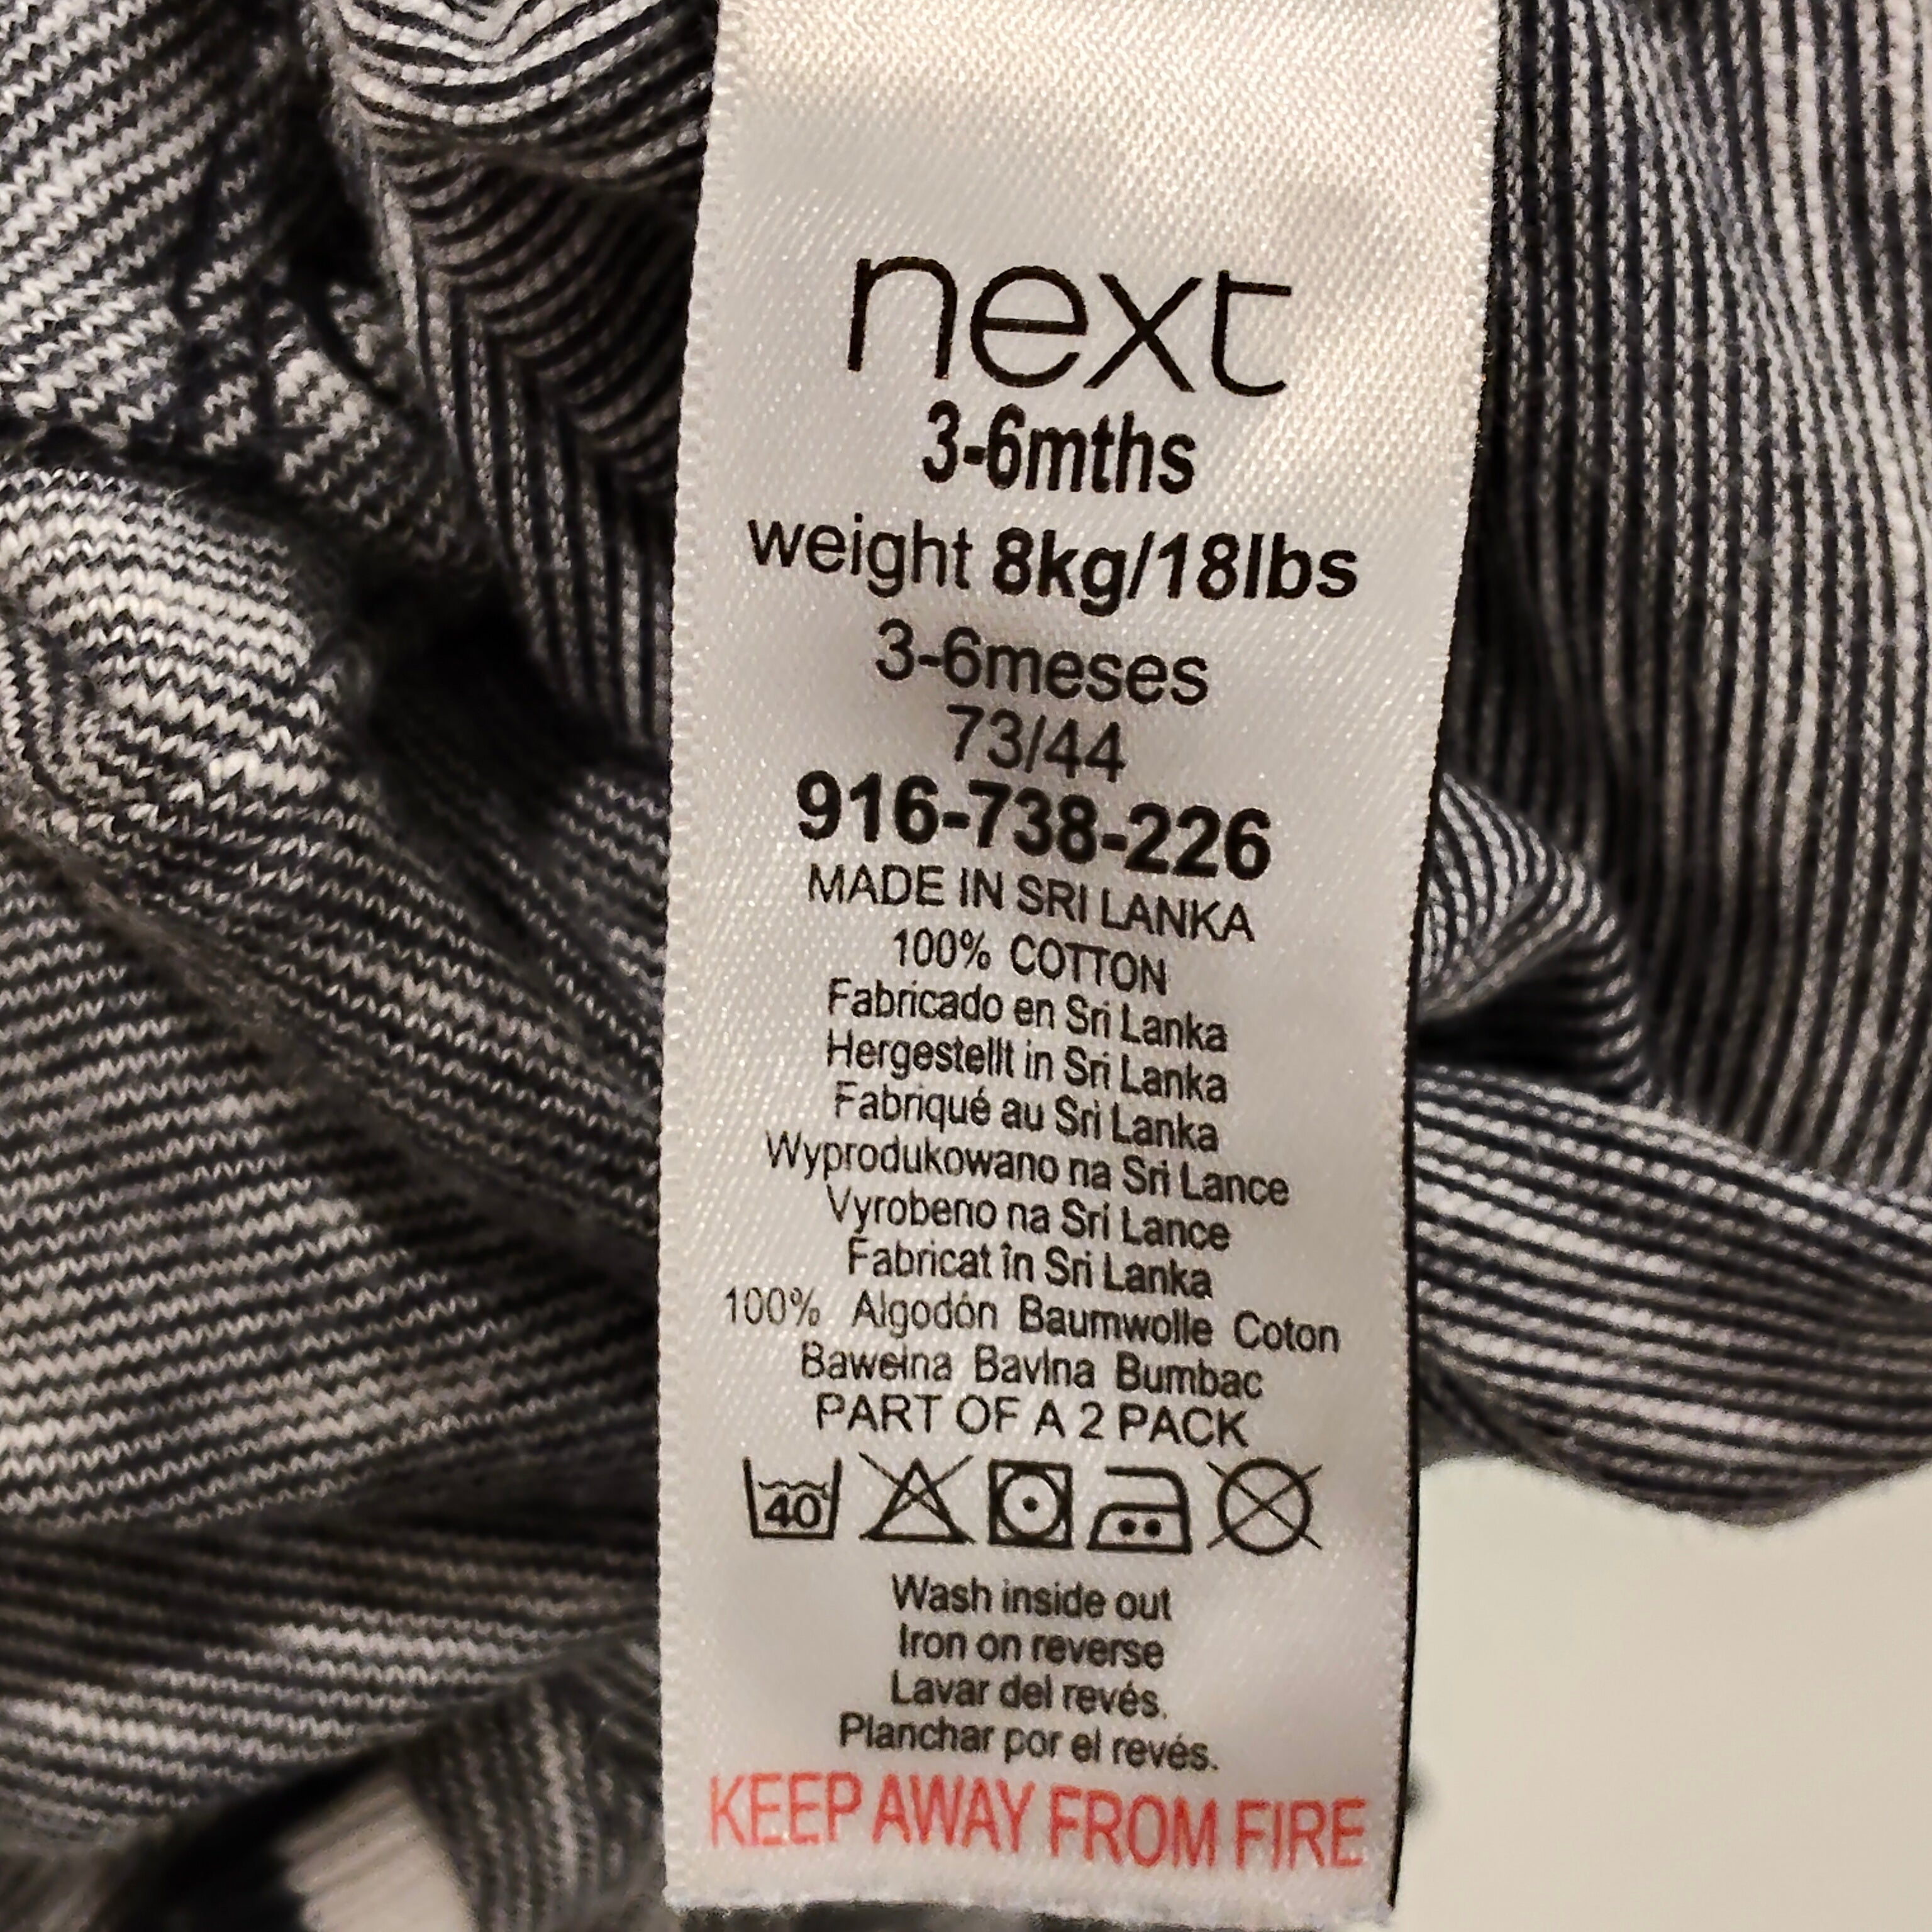 next
3-6mths
weight 8kg/18lbs
3-6meses
73/44
916-738-226
MADE IN SRI LANKA
100% COTTON
Fabricado en Sri Lanka
Hergestellt in Sri Lanka
Fabriqué au Sri Lanka
Wyprodukowano na Sri Lance
Vyrobeno na Srí Lance
Fabricat în Sri Lanka
100% Algodón Baumwolle Coton
Bawełna Bavlna Bumbac
PART OF A 2 PACK
40
Wash inside out
Iron on reverse
Lavar del revés.
Planchar por el revés.
KEEP AWAY FROM FIRE